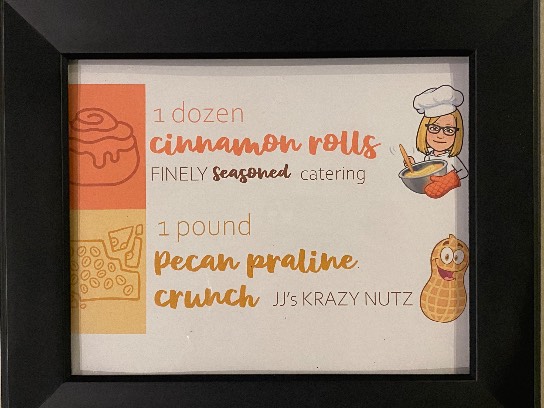 1 dozen
cinnamon rolls
FINELY seasoned catering
1 pound
Pecan praline
crunch JJ's KRAZY NUTZ